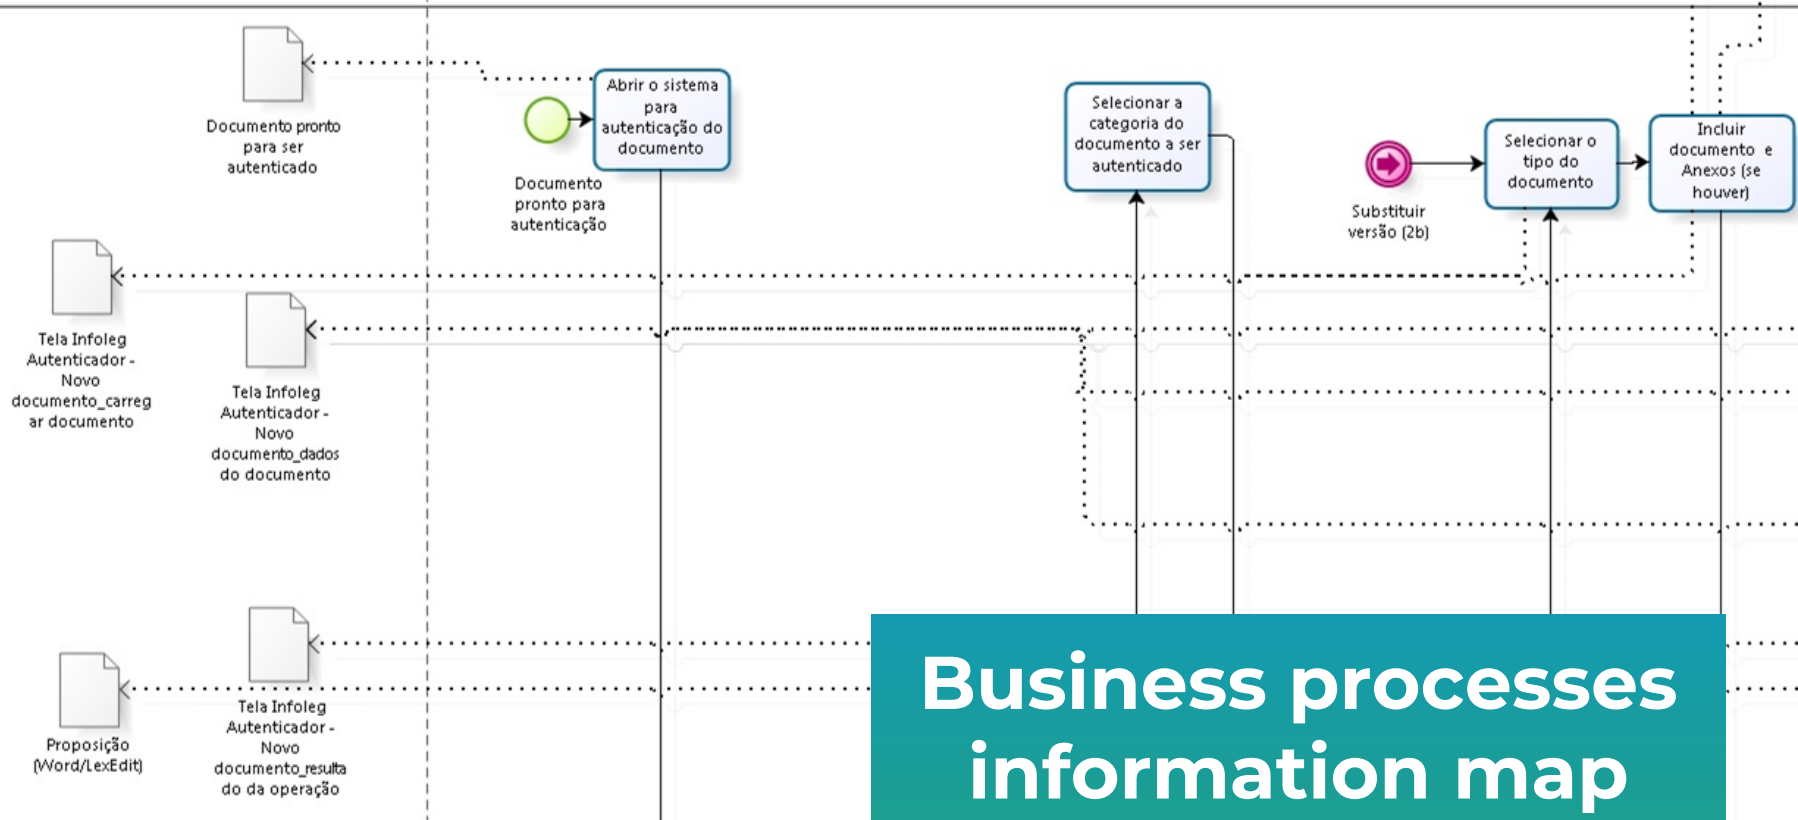 Documento pronto
para ser
autenticado
Abrir o sistema
para
autenticação do
documento
Documento
pronto para
autenticação
Selecionar a
categoria do
documento a ser
autenticado
Substituir
versão (2b)
Selecionar o
tipo do
documento
Incluir
documento e
Anexos (se
houver)
Tela Infoleg
Autenticador -
Novo
documento_carreg
ar documento
Tela Infoleg
Autenticador -
Novo
documento_dados
do documento
Proposição
(Word/LexEdit)
Tela Infoleg
Autenticador -
Novo
documento_resulta
do da operação
Business processes
information map